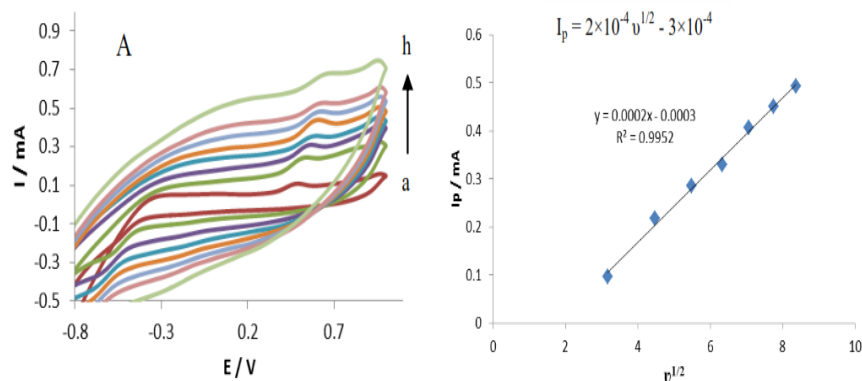 A
h
a
0.9
0.7
0.5
0.3
0.1
-0.1
-0.3
-0.5
-0.8
-0.3
0.2
0.7
I / mA
E / V
Iₚ = 2×10⁻⁴ υ^1/2 - 3×10⁻⁴
y = 0.0002x - 0.0003
R² = 0.9952
0.6
0.5
0.4
0.3
0.2
0.1
0
0
2
4
6
8
10
Ip / mA
υ^1/2